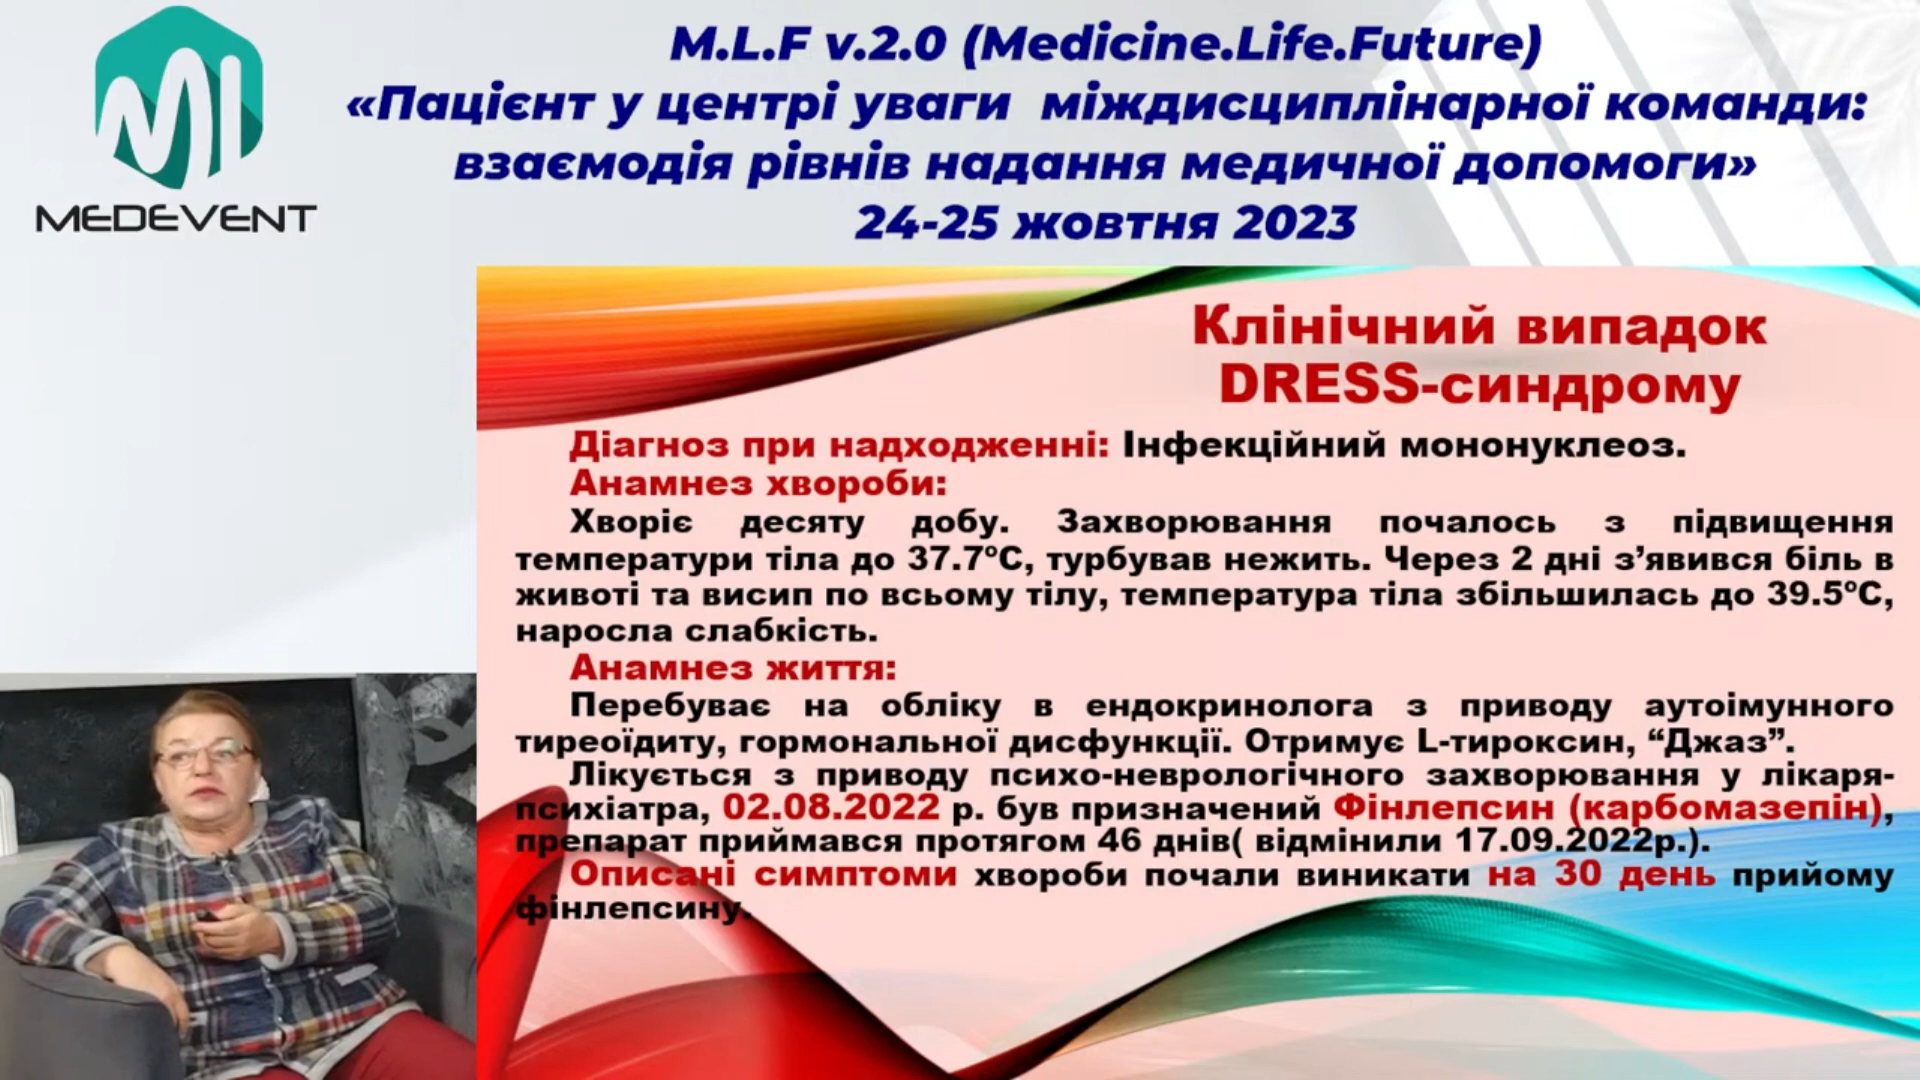 M.L.F v.2.0 (Medicine.Life.Future)
«Пацієнт у центрі уваги міждисциплінарної команди:
взаємодія рівнів надання медичної допомоги»
24-25 жовтня 2023
MEDEVENT
Клінічний випадок
DRESS-синдрому
Діагноз при надходженні: Інфекційний мононуклеоз.
Анамнез хвороби:
Хворіє десяту добу. Захворювання почалось з підвищення
температури тіла до 37.7ºС, турбував нежить. Через 2 дні з’явився біль в
животі та висип по всьому тілу, температура тіла збільшилась до 39.5ºС,
наросла слабкість.
Анамнез життя:
Перебуває на обліку в ендокринолога з приводу аутоімунного
тиреоїдиту, гормональної дисфункції. Отримує L-тироксин, “Джаз”.
Лікується з приводу психо-неврологічного захворювання у лікаря-
психіатра, 02.08.2022 р. був призначений Фінлепсин (карбомазепін),
препарат приймався протягом 46 днів( відмінили 17.09.2022р.).
Описані симптоми хвороби почали виникати на 30 день прийому
фінлепсину.